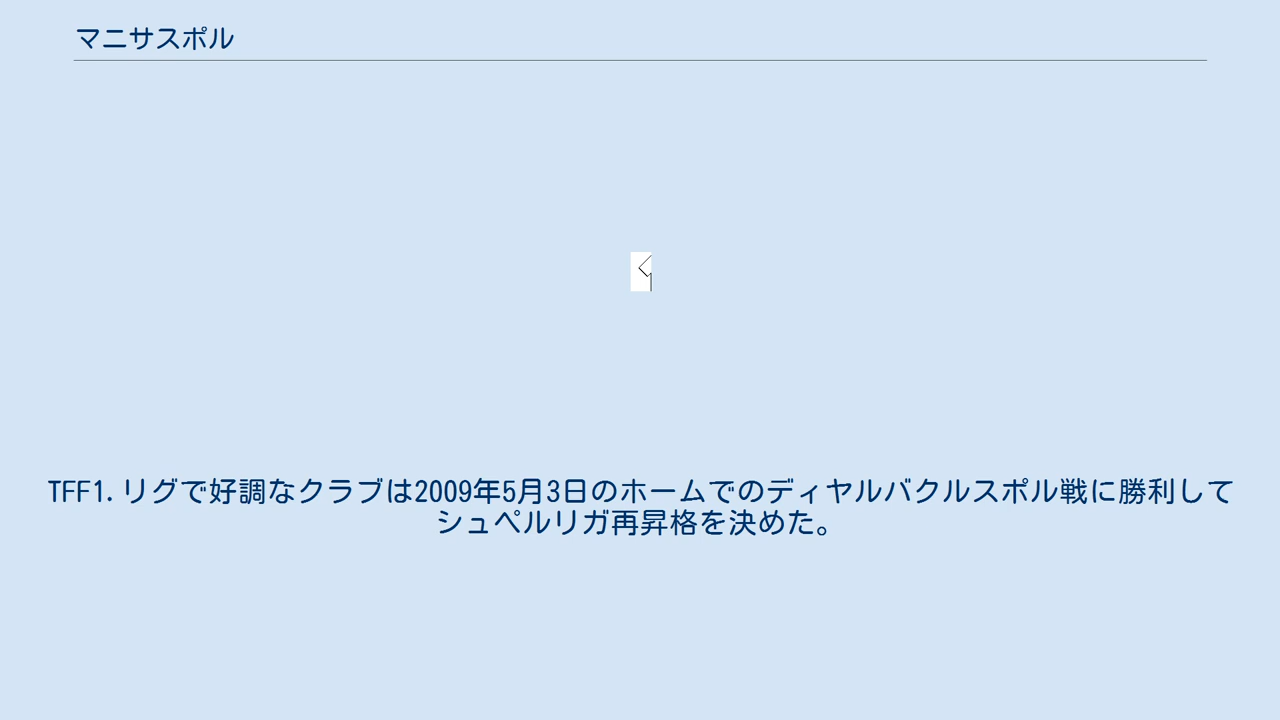 マニサスポル
TFF1.リグで好調なクラブは2009年5月3日のホームでのディヤルバクルスポル戦に勝利して
シュペルリガ再昇格を決めた。